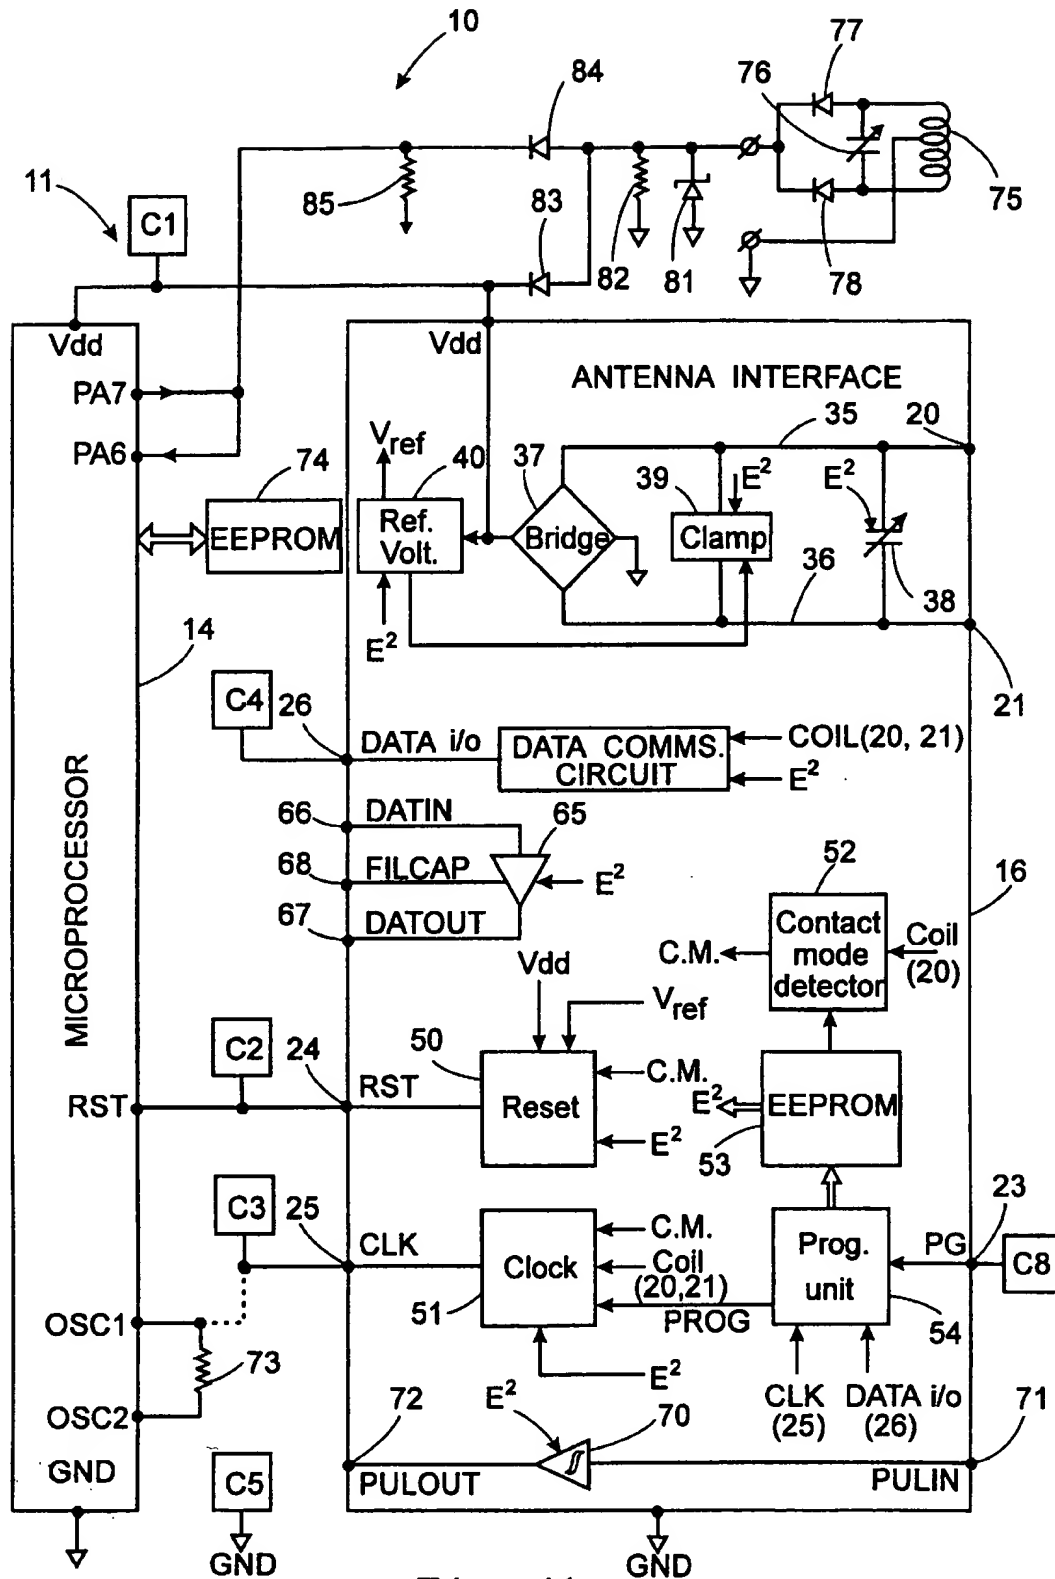 10
77
84
76
11
C1
85
83
82
81
78
75
Vdd
Vdd
ANTENNA INTERFACE
PA7
PA6
Vref
40
37
35
20
74
39
E²
E²
EEPROM
Ref.
Volt.
Bridge
Clamp
36
38
E²
14
C4
26
21
DATA i/o
DATA COMMS.
CIRCUIT
COIL(20, 21)
E²
66
DATIN
65
68
FILCAP
E²
52
16
67
DATOUT
Contact
mode
detector
C.M.
Coil
(20)
MICROPROCESSOR
Vdd
Vref
C2
24
50
RST
RST
Reset
C.M.
E²
E²
EEPROM
53
C3
25
CLK
Clock
51
C.M.
Coil
(20,21)
PROG
Prog.
unit
PG
23
C8
54
OSC1
73
OSC2
E²
CLK
(25)
DATA i/o
(26)
71
72
E²
70
GND
C5
PULOUT
PULIN
GND
GND